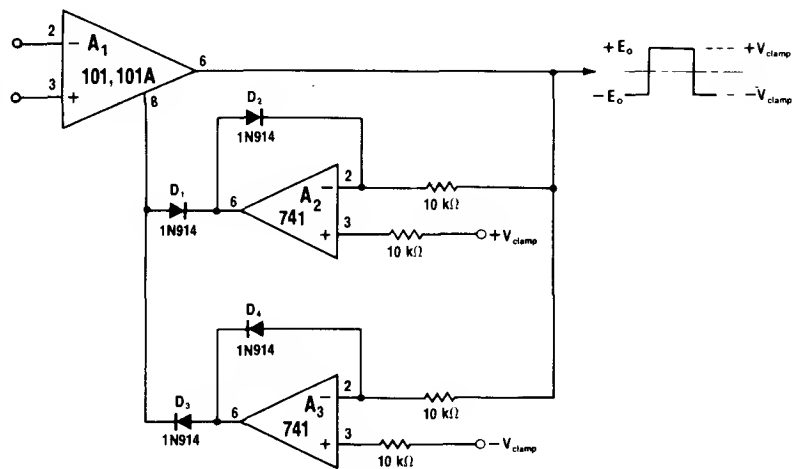 2
−
A1
101, 101A
3
+
8
6
+Eo
+Vclamp
−Eo
−Vclamp
D2
1N914
D1
1N914
6
A2
741
−
2
+
3
10 kΩ
10 kΩ
+Vclamp
D4
1N914
D3
1N914
6
A3
741
−
2
+
3
10 kΩ
10 kΩ
−Vclamp